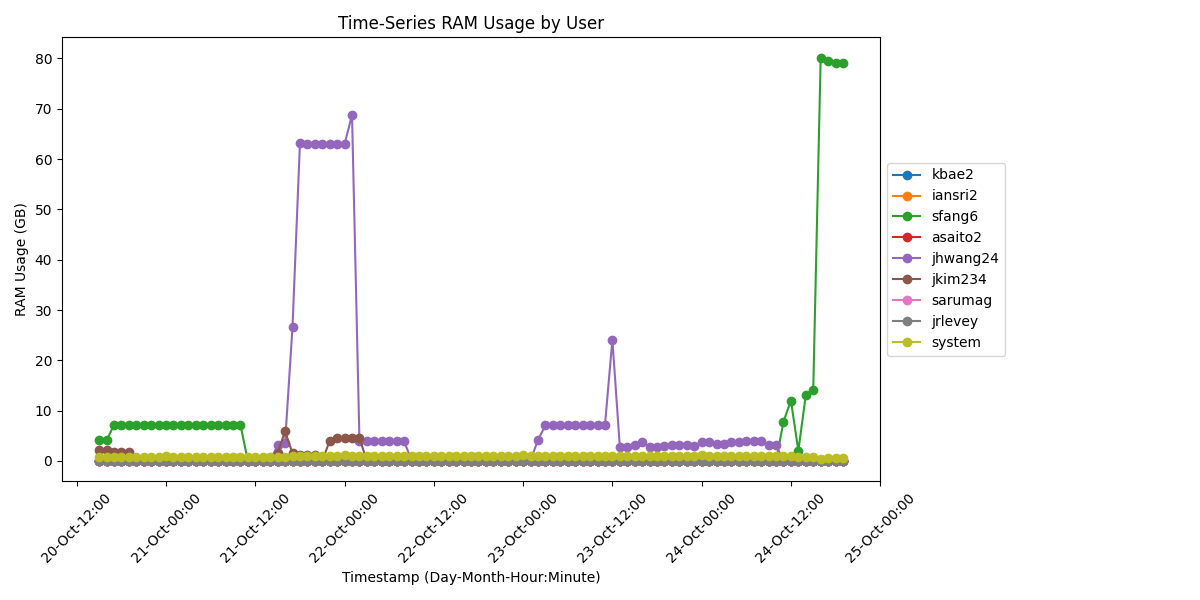 Time-Series RAM Usage by User
RAM Usage (GB)
80
70
60
50
40
30
20
10
0
20-Oct-12:00
21-Oct-00:00
21-Oct-12:00
22-Oct-00:00
22-Oct-12:00
23-Oct-00:00
23-Oct-12:00
24-Oct-00:00
24-Oct-12:00
25-Oct-00:00
Timestamp (Day-Month-Hour:Minute)
kbae2
iansri2
sfang6
asaito2
jhwang24
jkim234
sarumag
jrlevey
system